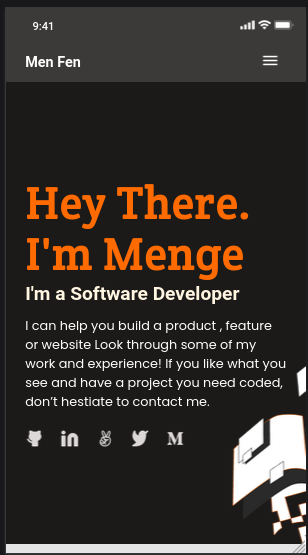 9:41
Men Fen
Hey There.
I'm Menge
I'm a Software Developer
I can help you build a product , feature
or website Look through some of my
work and experience! If you like what you
see and have a project you need coded,
don't hestiate to contact me.